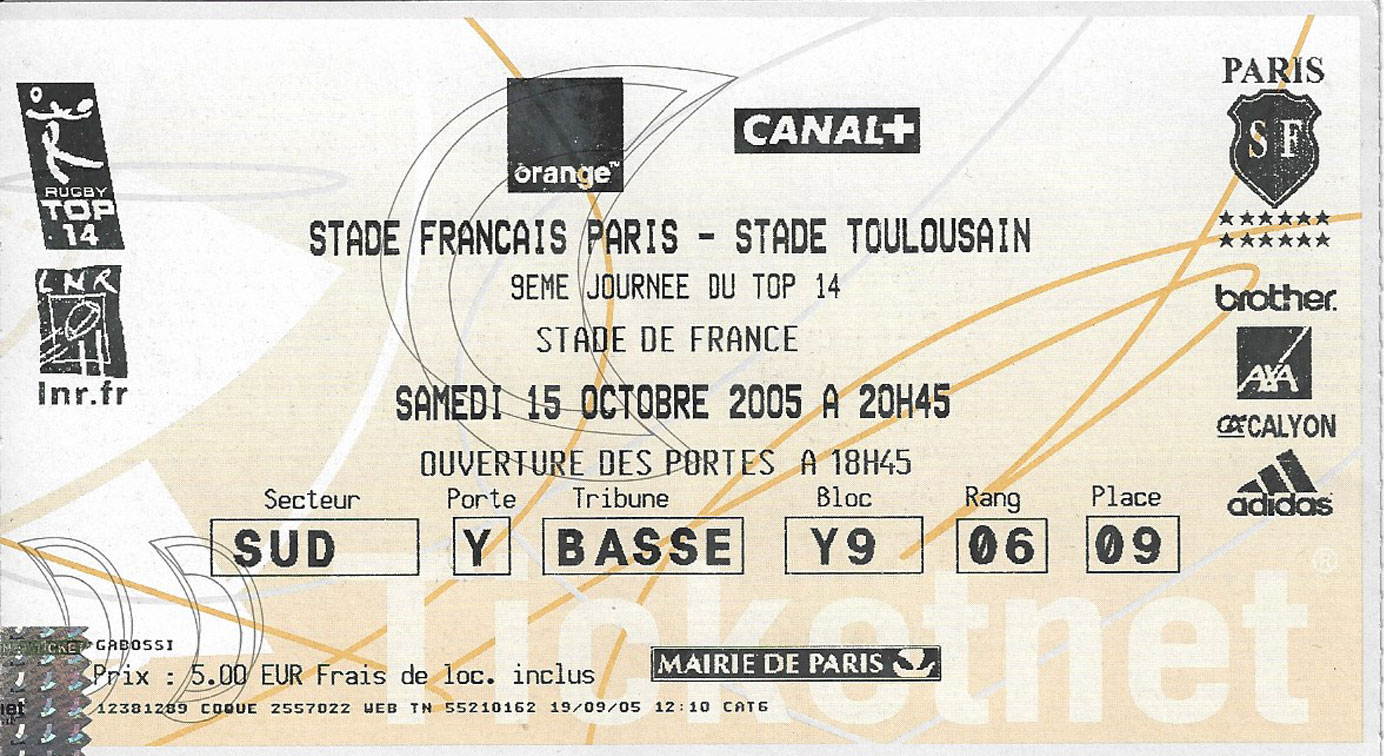 RUGBY
TOP
14
LNR
lnr.fr
orange™
CANAL+
PARIS
SF
STADE FRANCAIS PARIS - STADE TOULOUSAIN
9EME JOURNEE DU TOP 14
STADE DE FRANCE
SAMEDI 15 OCTOBRE 2005 A 20H45
OUVERTURE DES PORTES A 18H45
brother.
AXA
CALYON
adidas
Secteur Porte Tribune Bloc Rang Place
SUD Y BASSE Y9 06 09
ticketnet®
GABOSSI
Prix : 5.00 EUR Frais de loc. inclus
MAIRIE DE PARIS
12381289 COQUE 2557022 WEB TN 55210162 19/09/05 12:10 CAT6